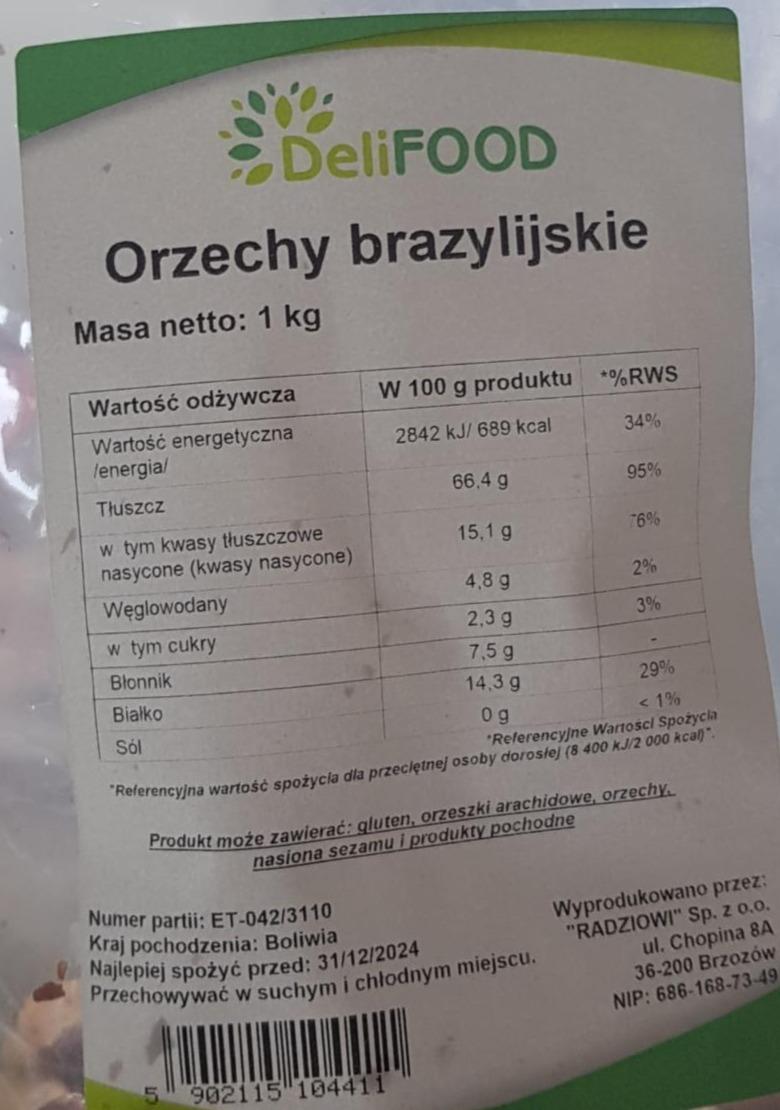 DeliFOOD
Orzechy brazylijskie
Masa netto: 1 kg
Wartość odżywcza W 100 g produktu *%RWS
Wartość energetyczna /energia/ 2842 kJ/ 689 kcal 34%
Tłuszcz 66,4 g 95%
w tym kwasy tłuszczowe nasycone (kwasy nasycone) 15,1 g 76%
Węglowodany 4,8 g 2%
w tym cukry 2,3 g 3%
Błonnik 7,5 g -
Białko 14,3 g 29%
Sól 0 g < 1%
*Referencyjne Wartości Spożycia
*Referencyjna wartość spożycia dla przeciętnej osoby dorosłej (8 400 kJ/2 000 kcal)".
Produkt może zawierać: gluten, orzeszki arachidowe, orzechy,
nasiona sezamu i produkty pochodne
Numer partii: ET-042/3110
Kraj pochodzenia: Boliwia
Najlepiej spożyć przed: 31/12/2024
Przechowywać w suchym i chłodnym miejscu.
Wyprodukowano przez:
"RADZIOWI" Sp. z o.o.
ul. Chopina 8A
36-200 Brzozów
NIP: 686-168-73-49
5 902115 104411